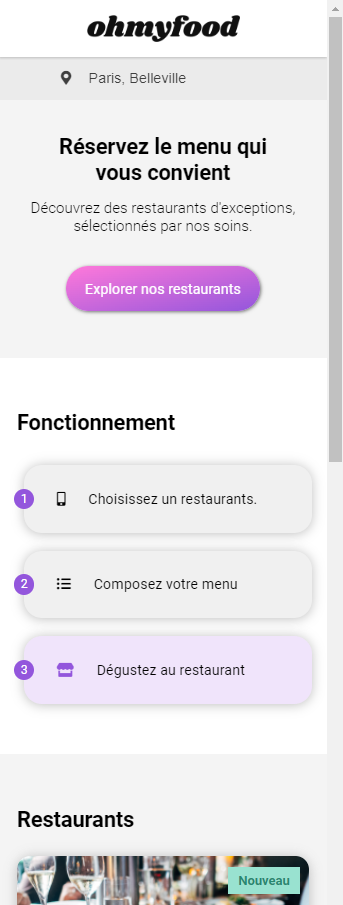 ohmyfood
Paris, Belleville
Réservez le menu qui
vous convient
Découvrez des restaurants d'exceptions,
sélectionnés par nos soins.
Explorer nos restaurants
Fonctionnement
1 Choisissez un restaurants.
2 Composez votre menu
3 Dégustez au restaurant
Restaurants
Nouveau